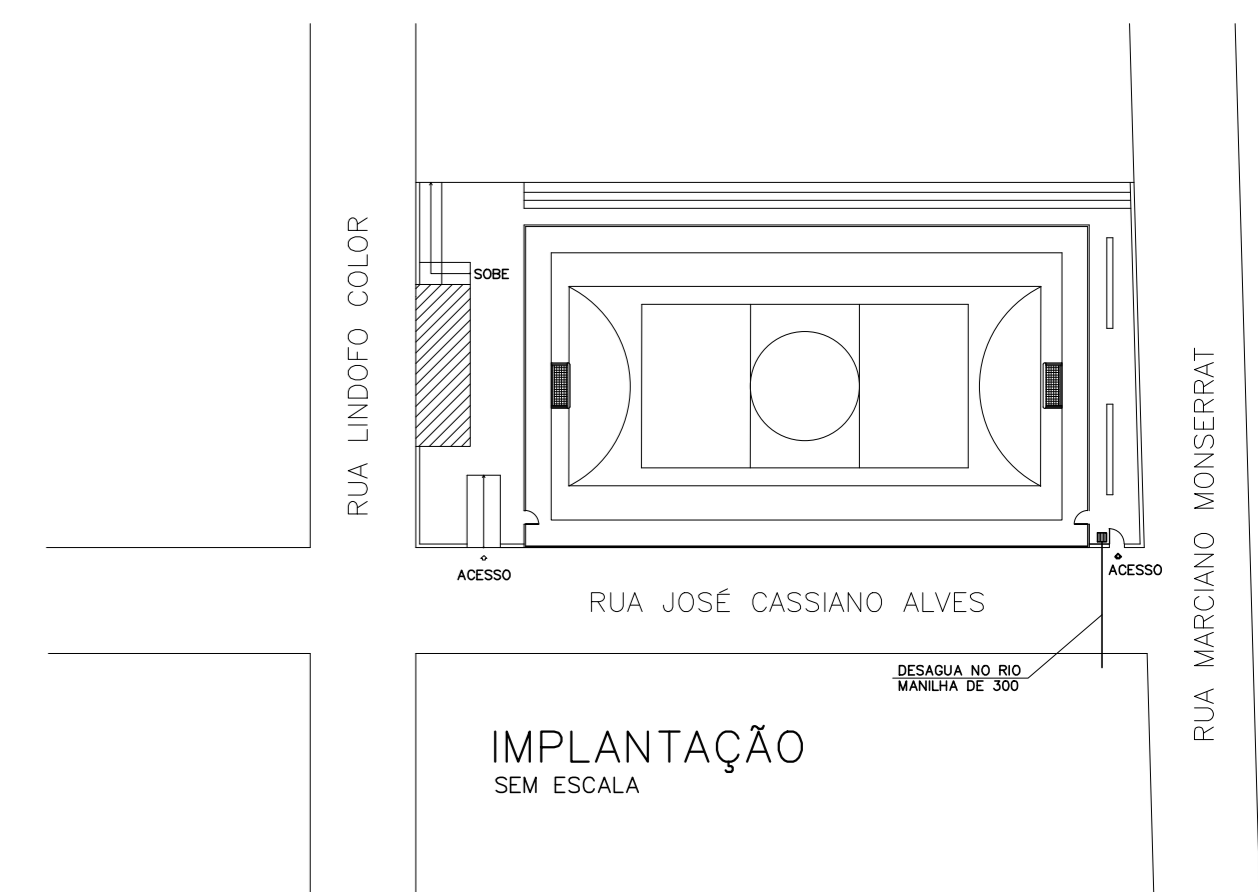 RUA LINDOFO COLOR
SOBE
RUA MARCIANO MONSERRAT
ACESSO
ACESSO
RUA JOSÉ CASSIANO ALVES
DESAGUA NO RIO
MANILHA DE 300
IMPLANTAÇÃO
SEM ESCALA